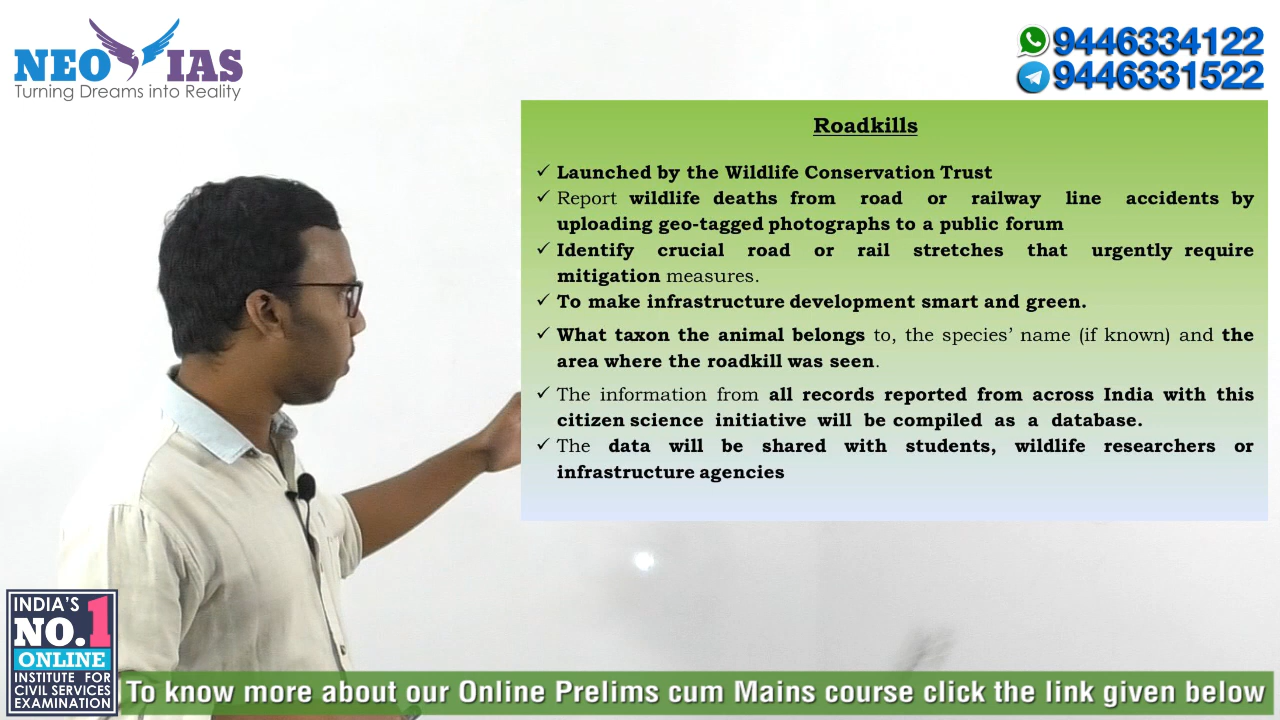 NEO IAS
Turning Dreams into Reality
9446334122
9446331522
Roadkills
✓ Launched by the Wildlife Conservation Trust
✓ Report wildlife deaths from road or railway line accidents by
uploading geo-tagged photographs to a public forum
✓ Identify crucial road or rail stretches that urgently require
mitigation measures.
✓ To make infrastructure development smart and green.
✓ What taxon the animal belongs to, the species’ name (if known) and the
area where the roadkill was seen.
✓ The information from all records reported from across India with this
citizen science initiative will be compiled as a database.
✓ The data will be shared with students, wildlife researchers or
infrastructure agencies
INDIA'S
NO.1
ONLINE
INSTITUTE FOR
CIVIL SERVICES
EXAMINATION
To know more about our Online Prelims cum Mains course click the link given below